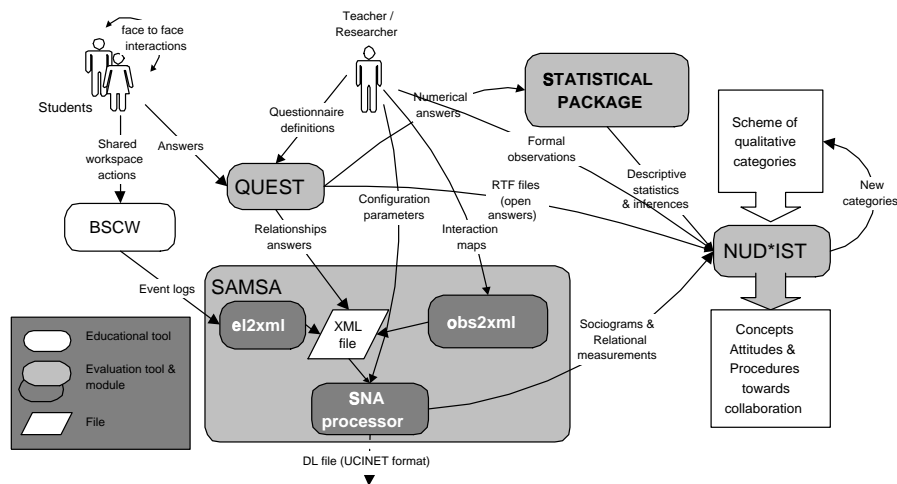 Teacher /
Researcher
face to face
interactions
Students
STATISTICAL
PACKAGE
Numerical
answers
Questionnaire
definitions
Scheme of
qualitative
categories
Shared
workspace
actions
Answers
Formal
observations
QUEST
RTF files
(open
answers)
Descriptive
statistics
& inferences
New
categories
Configuration
parameters
BSCW
Relationships
answers
Interaction
maps
NUD*IST
Event logs
SAMSA
el2xml
XML
file
obs2xml
Sociograms &
Relational
measurements
Concepts
Attitudes &
Procedures
towards
collaboration
Educational tool
Evaluation tool &
module
File
SNA
processor
DL file (UCINET format)